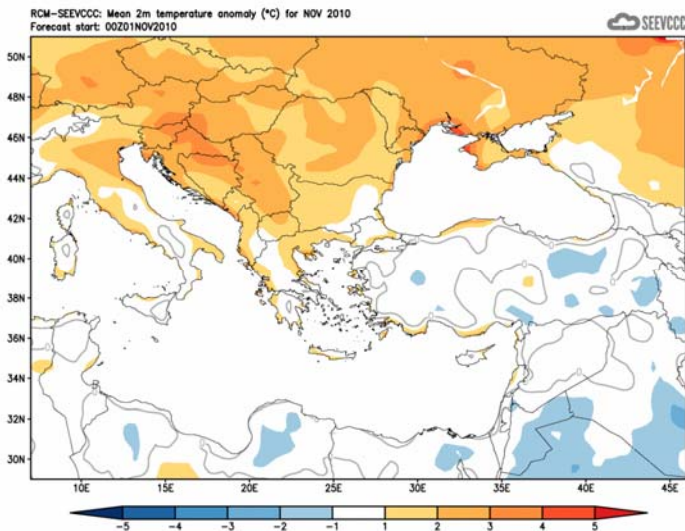 RCM-SEEVCCC: Mean 2m temperature anomaly (°C) for NOV 2010
Forecast start: 00Z01NOV2010
SEEVCCC
50N
48N
46N
44N
42N
40N
38N
36N
34N
32N
30N
10E 15E 20E 25E 30E 35E 40E 45E
-5 -4 -3 -2 -1 1 2 3 4 5